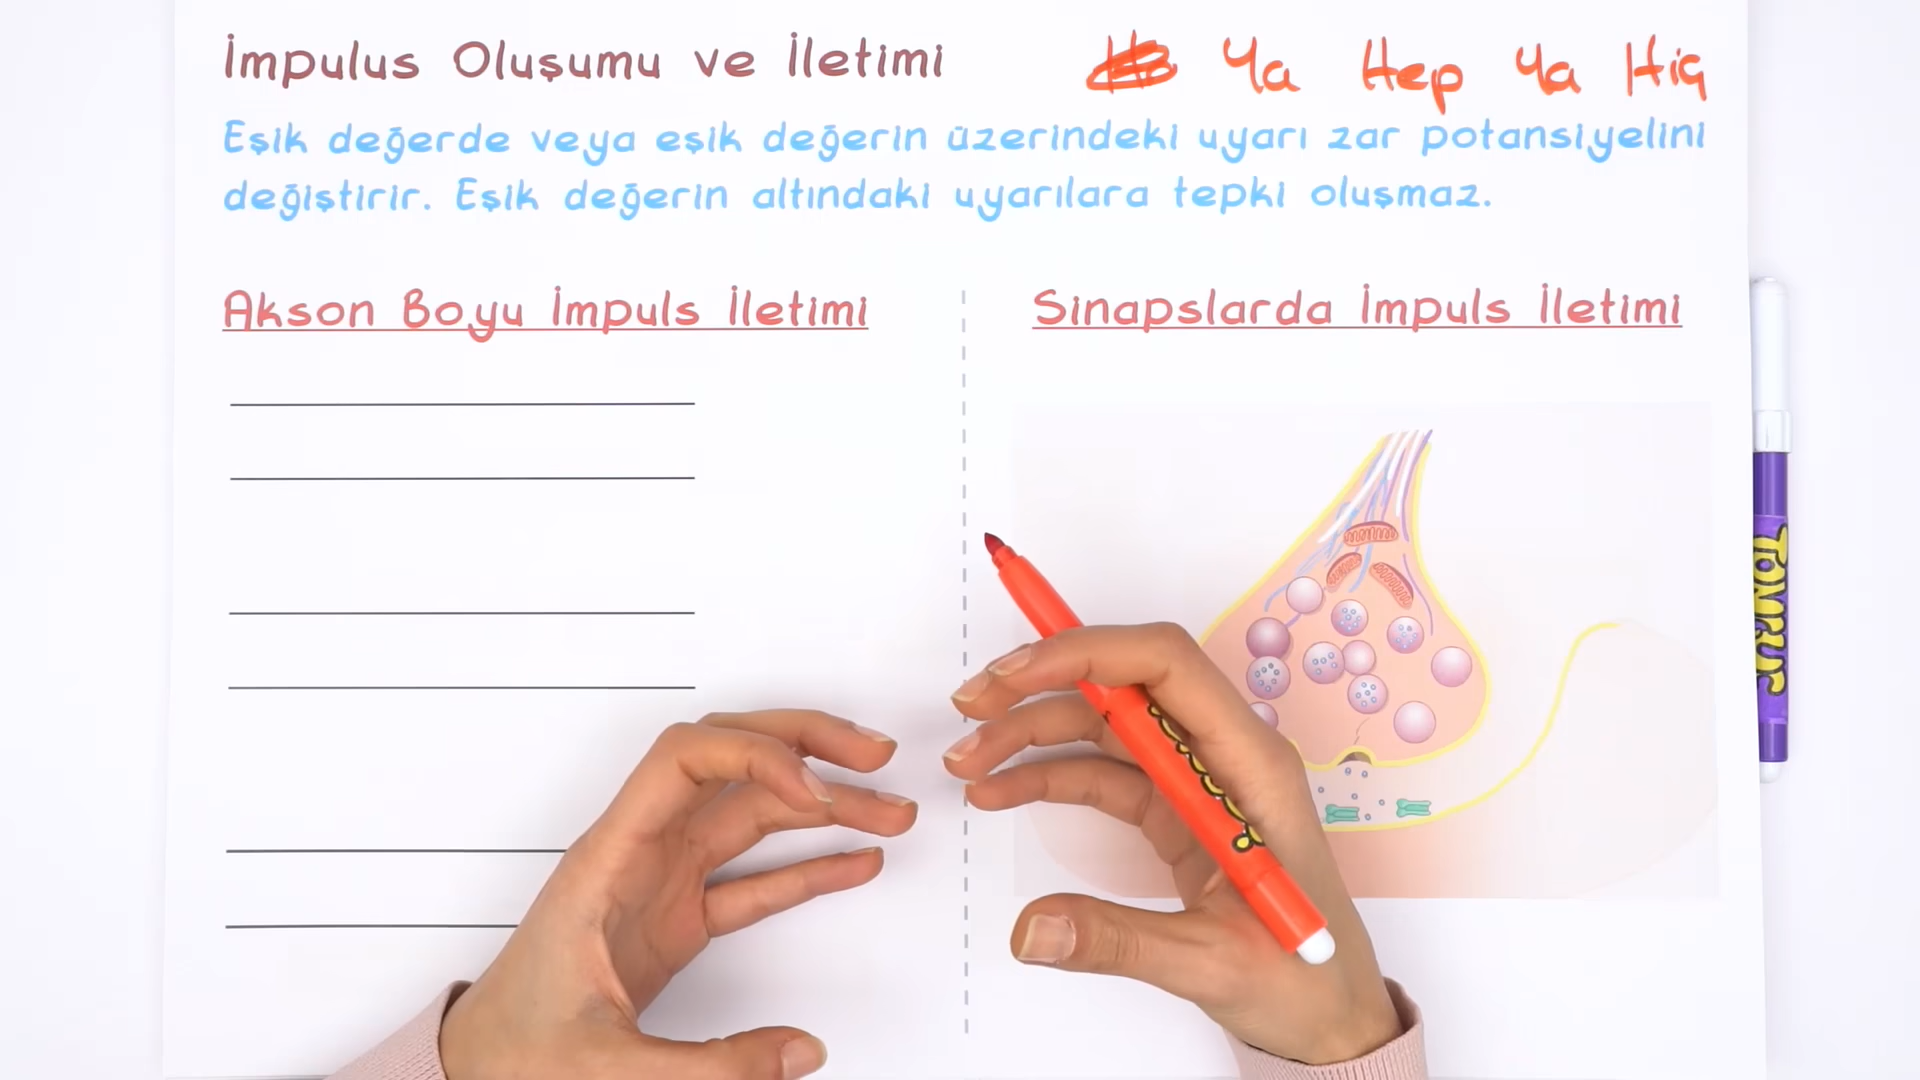 İmpulus Oluşumu ve İletimi
Ya Hep Ya Hiç
Eşik değerde veya eşik değerin üzerindeki uyarı zar potansiyelini
değiştirir. Eşik değerin altındaki uyarılara tepki oluşmaz.
Akson Boyu İmpuls İletimi
Sinapslarda İmpuls İletimi